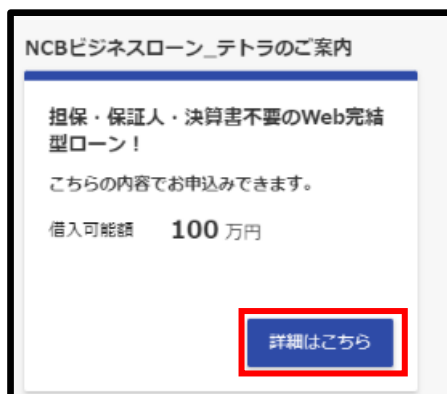 NCBビジネスローン_テトラのご案内
担保・保証人・決算書不要のWeb完結
型ローン！
こちらの内容でお申込みできます。
借入可能額 100 万円
詳細はこちら